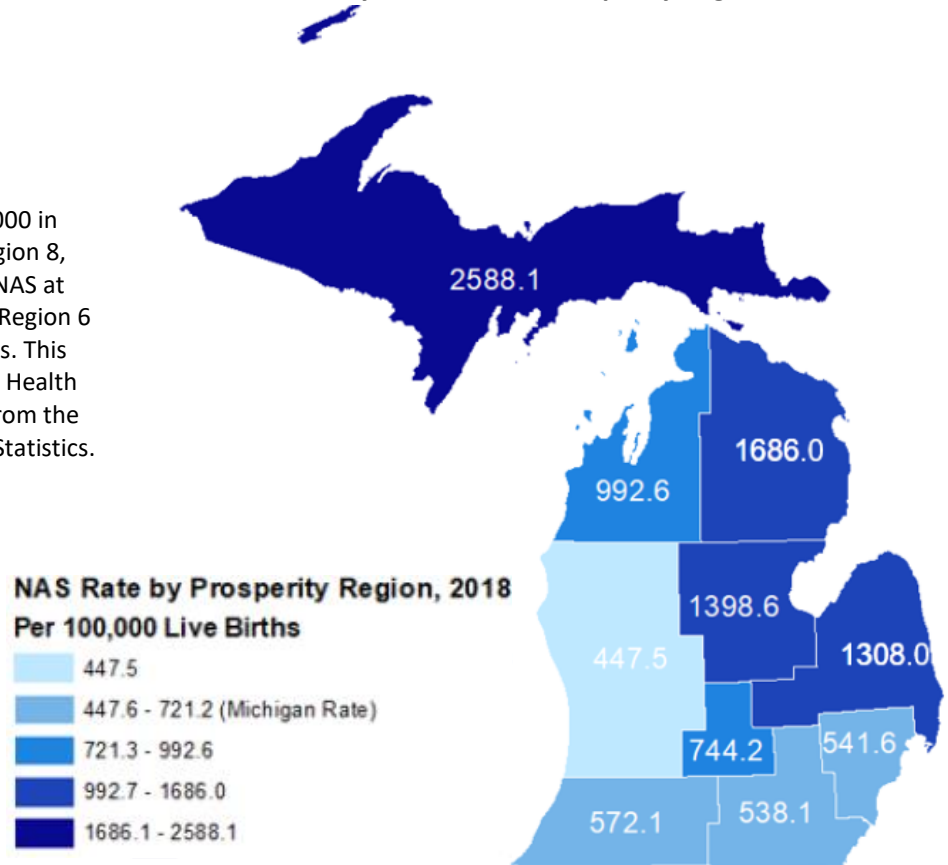 000 in
gion 8,
NAS at
Region 6
s. This
Health
rom the
Statistics.
2588.1
1686.0
992.6
1398.6
447.5
1308.0
744.2
541.6
572.1
538.1
NAS Rate by Prosperity Region, 2018
Per 100,000 Live Births
447.5
447.6 - 721.2 (Michigan Rate)
721.3 - 992.6
992.7 - 1686.0
1686.1 - 2588.1